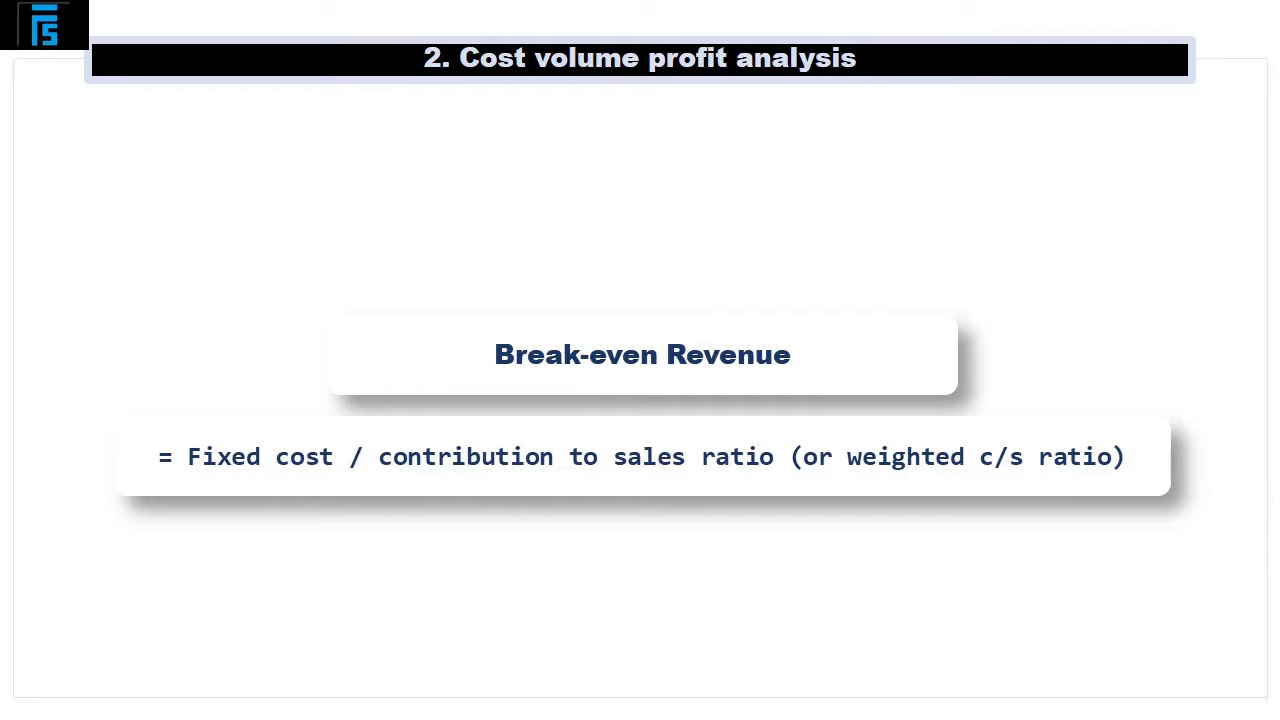 2. Cost volume profit analysis
Break-even Revenue
= Fixed cost / contribution to sales ratio (or weighted c/s ratio)